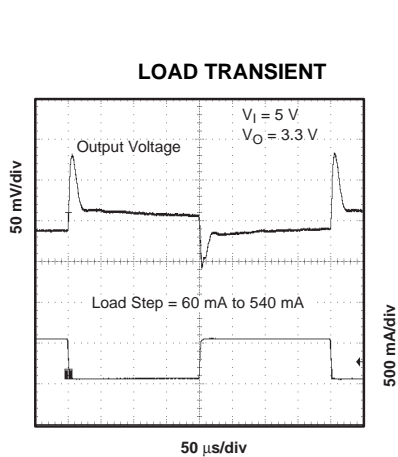 LOAD TRANSIENT
V_I = 5 V
V_O = 3.3 V
Output Voltage
50 mV/div
Load Step = 60 mA to 540 mA
500 mA/div
50 μs/div